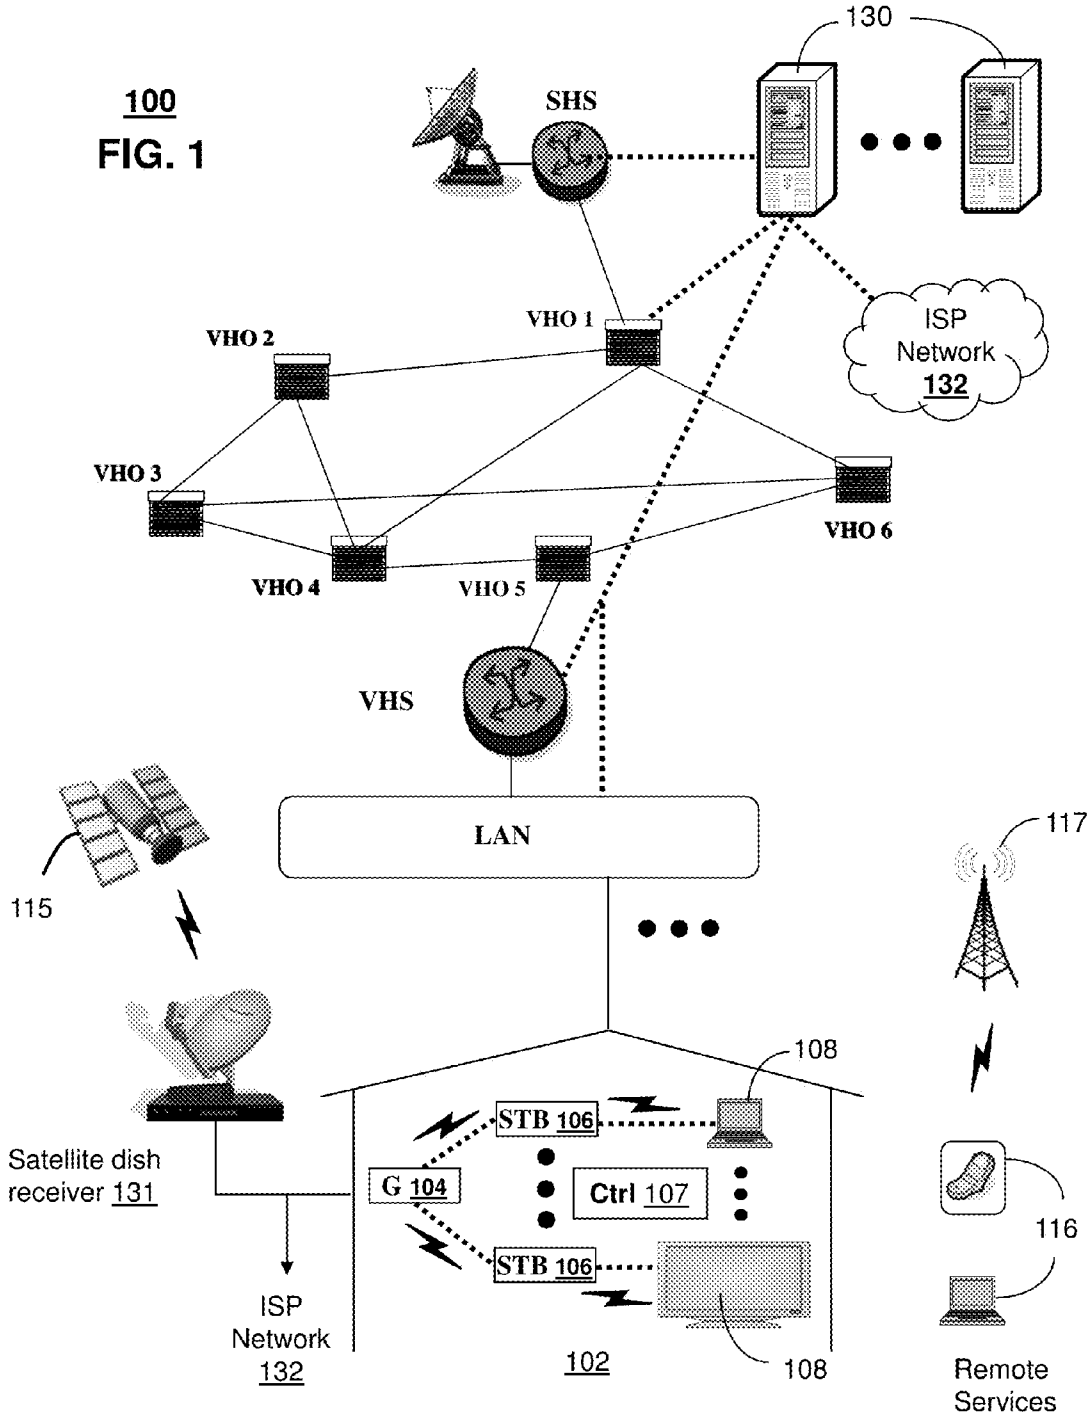 130
100
FIG. 1
SHS
ISP
Network
132
VHO 1
VHO 2
VHO 3
VHO 6
VHO 4
VHO 5
VHS
LAN
117
115
108
STB 106
Satellite dish
receiver 131
G 104
Ctrl 107
116
STB 106
ISP
Network
132
102
108
Remote
Services